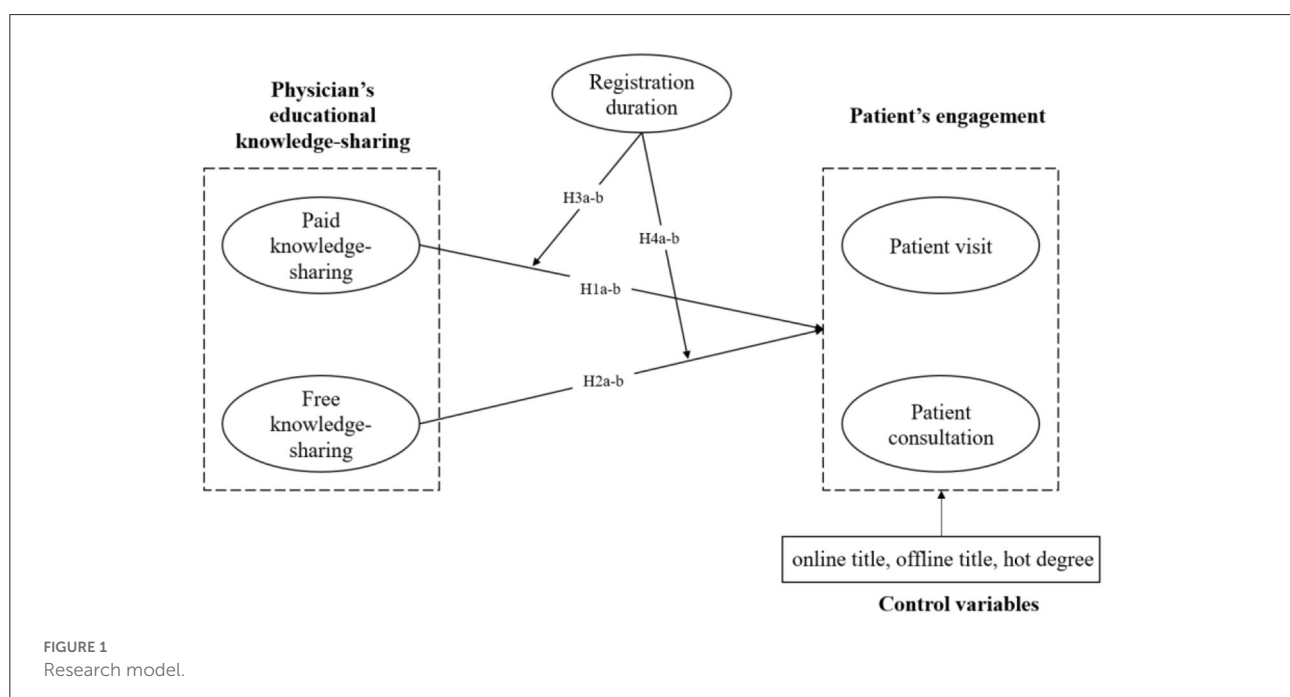 Registration
duration
Physician's
educational
knowledge-sharing
Patient's engagement
H3a-b
Paid
knowledge-
sharing
H4a-b
Patient visit
H1a-b
H2a-b
Free
knowledge-
sharing
Patient
consultation
online title, offline title, hot degree
Control variables
FIGURE 1
Research model.